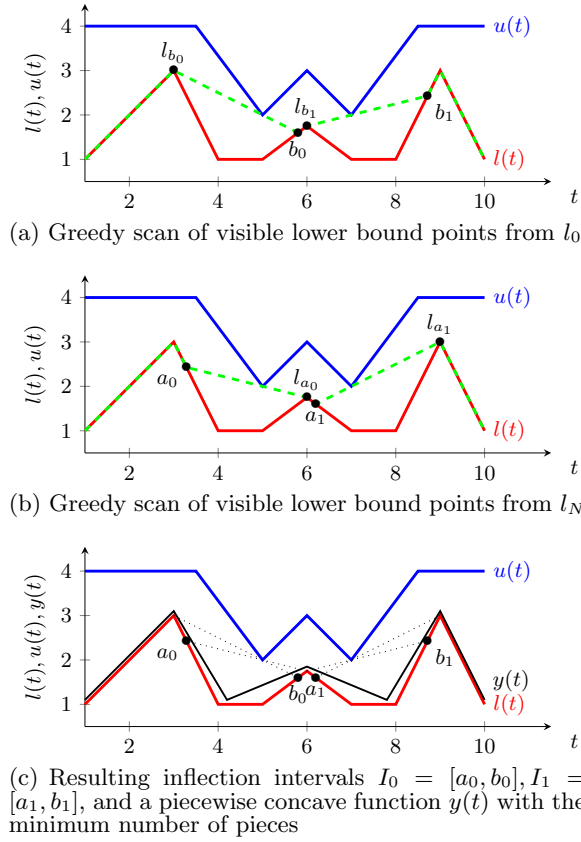 4
3
2
1
l(t), u(t)
2
4
6
8
10
t
u(t)
l(t)
l_{b_0}
l_{b_1}
b_0
b_1
(a) Greedy scan of visible lower bound points from l_0
4
3
2
1
l(t), u(t)
2
4
6
8
10
t
u(t)
l(t)
a_0
l_{a_0}
a_1
l_{a_1}
(b) Greedy scan of visible lower bound points from l_N
4
3
2
1
l(t), u(t), y(t)
2
4
6
8
10
t
u(t)
y(t)
l(t)
a_0
b_0
a_1
b_1
(c) Resulting inflection intervals I_0 = [a_0, b_0], I_1 =
[a_1, b_1], and a piecewise concave function y(t) with the
minimum number of pieces